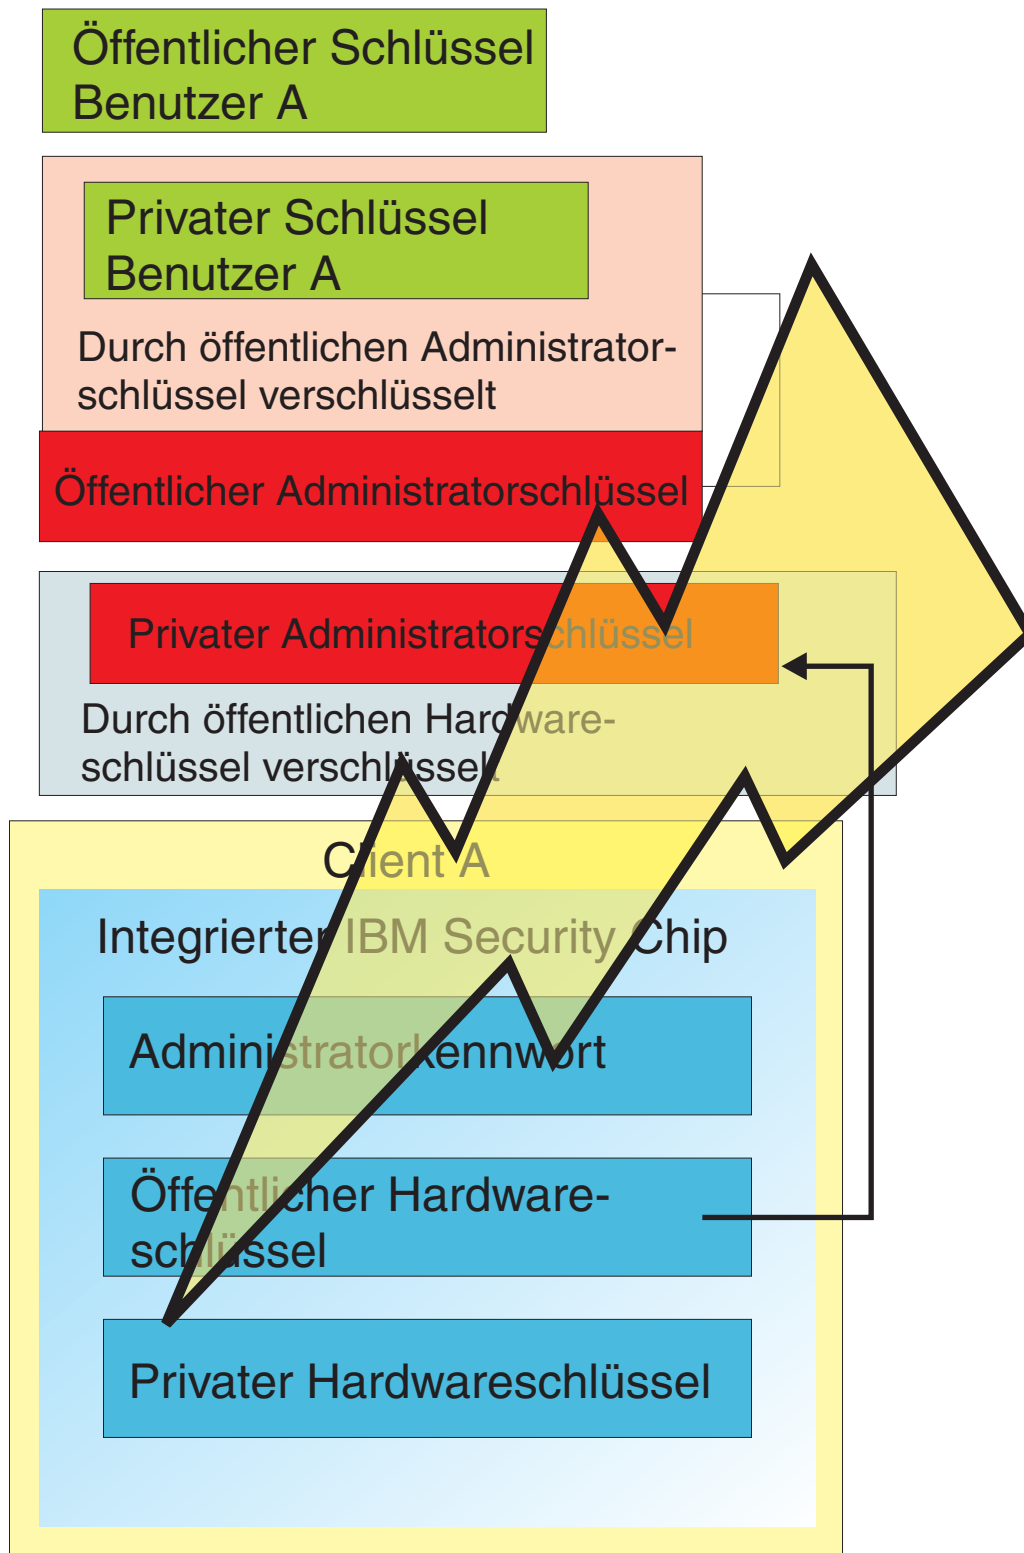 Öffentlicher Schlüssel
Benutzer A
Privater Schlüssel
Benutzer A
Durch öffentlichen Administrator-
schlüssel verschlüsselt
Öffentlicher Administratorschlüssel
Privater Administratorschlüssel
Durch öffentlichen Hardware-
schlüssel verschlüsselt
Client A
Integrierter IBM Security Chip
Administratorkennwort
Öffentlicher Hardware-
schlüssel
Privater Hardwareschlüssel